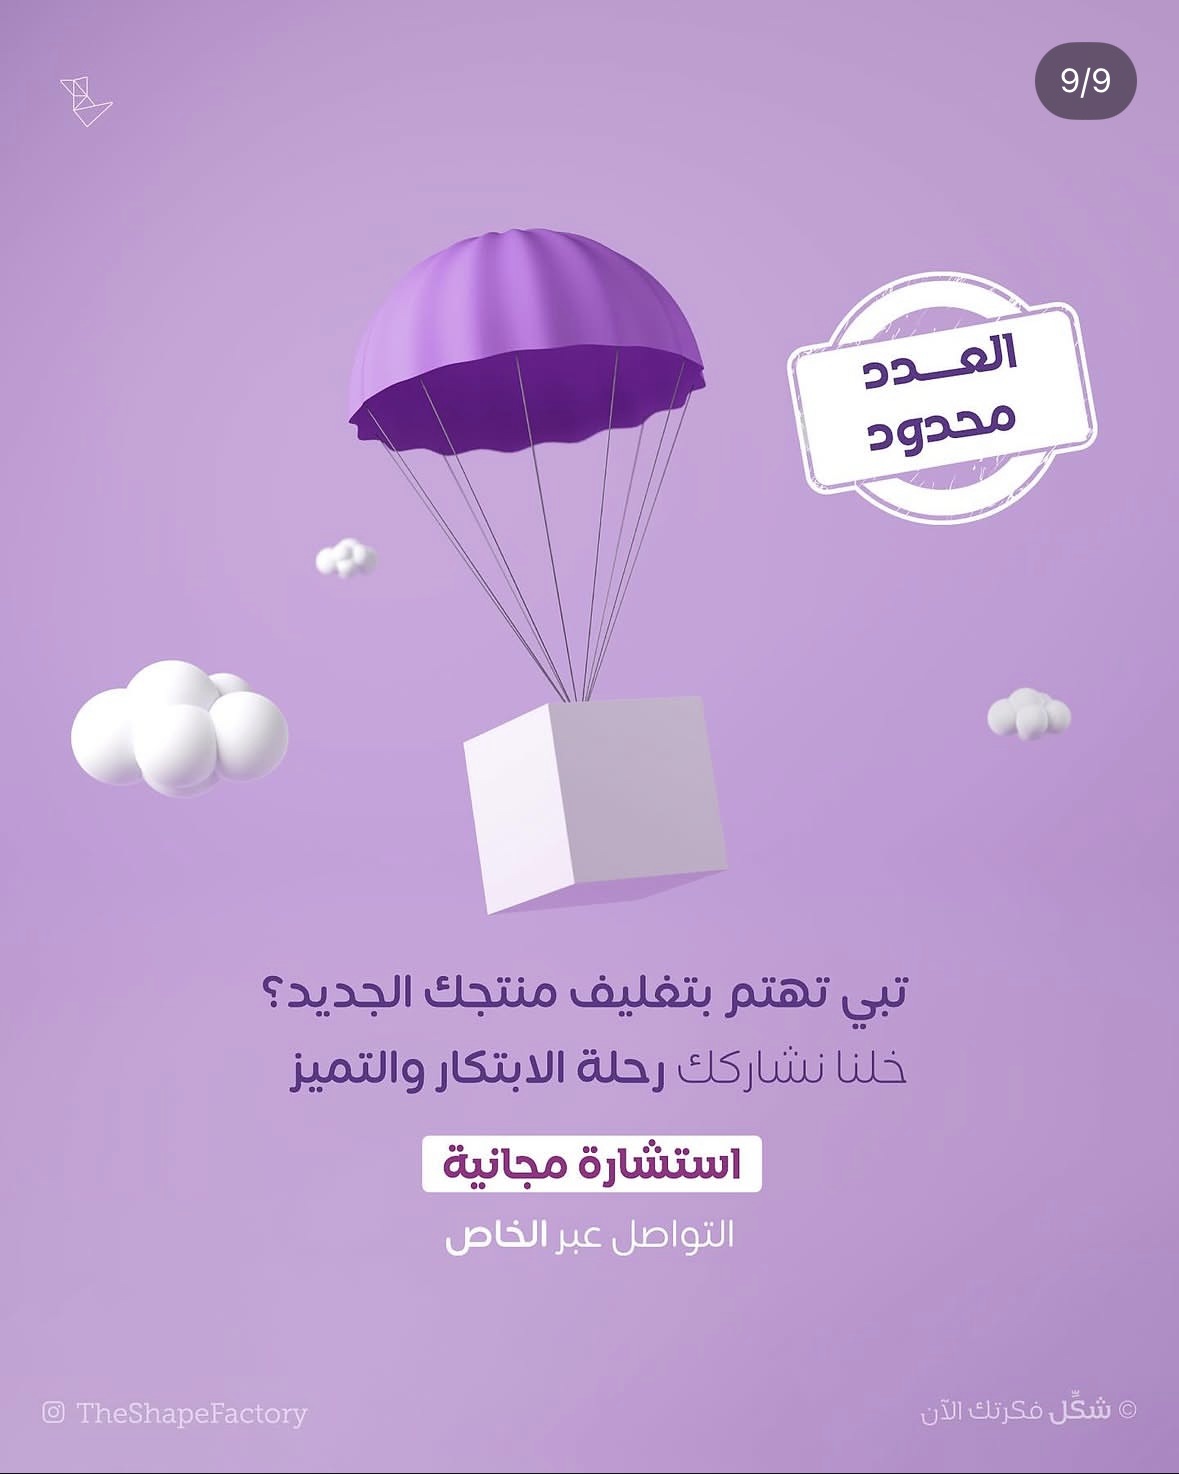 9/9
العـــدد
محدود
تبي تهتم بتغليف منتجك الجديد؟
خلنا نشاركك رحلة الابتكار والتميز
استشارة مجانية
التواصل عبر الخاص
© شكِّل فكرتك الآن
TheShapeFactory